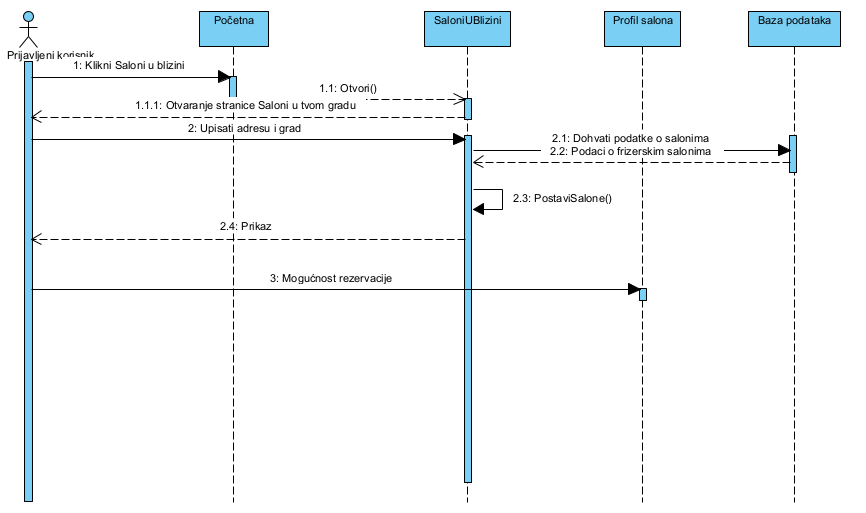 Početna
SaloniUBlizini
Profil salona
Baza podataka
Prijavljeni korisnik
1: Klikni Saloni u blizini
1.1: Otvori()
1.1.1: Otvaranje stranice Saloni u tvom gradu
2: Upisati adresu i grad
2.1: Dohvati podatke o salonima
2.2: Podaci o frizerskim salonima
2.3: PostaviSalone()
2.4: Prikaz
3: Mogućnost rezervacije